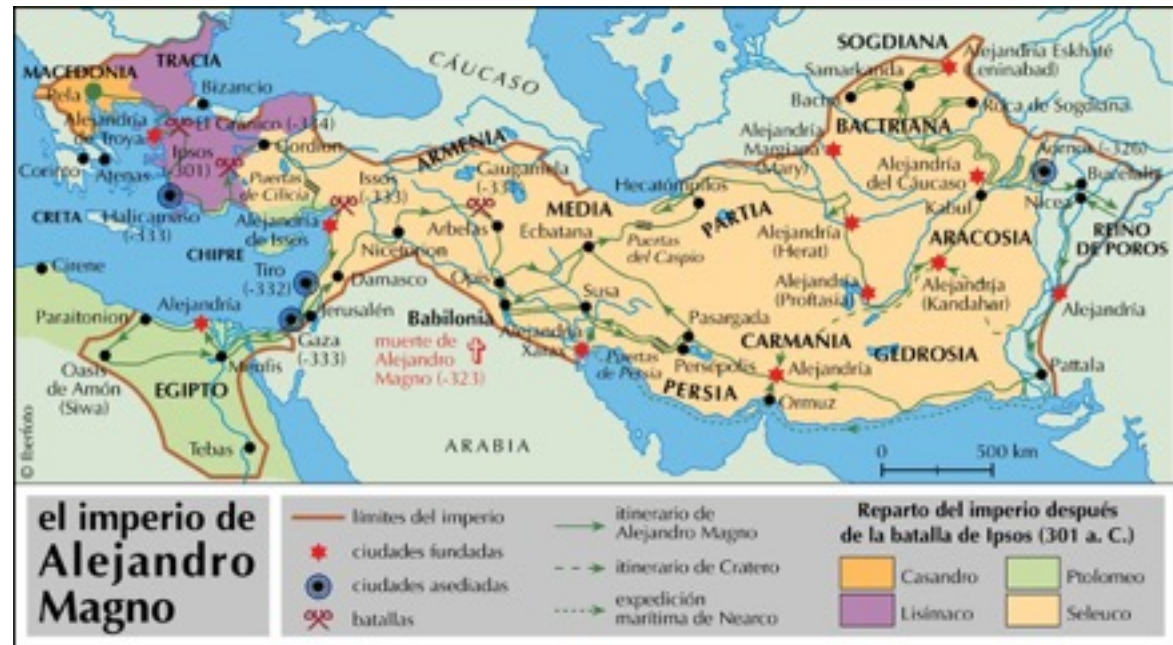 SOGDIANA
Alejandría Eskhaté
(Leninabad)
TRACIA
MACEDONIA
CÁUCASO
Samarkanda
Pela
Bizancio
Roca de Sogdiana
Alejandría
de Troya
El Gránico (-334)
BACTRIANA
Gordion
ARMENIA
Alejandría
Margiana
(Mary)
Ipsos
(-301)
Corinto
Atenas
Puertas
de Cilicia
Issos
(-333)
Gaugamela
Hecatómpilos
Alejandría
del Cáucaso
Bucefalia
Nicea
CRETA
Halicarnaso
(-333)
Alejandría
de Issos
MEDIA
PARTIA
Kabul
REINO
DE POROS
CHIPRE
Niceforion
Arbelas
Ecbatana
Puertas
del Caspio
Alejandría
(Herat)
ARACOSIA
Cirene
Tiro
(-332)
Damasco
Opis
Susa
Alejandría
(Proftasia)
Alejandría
(Kandahar)
Alejandría
Paraitonion
Alejandría
Jerusalén
Babilonia
Pasargada
Gaza
(-333)
muerte de
Alejandro
Magno (-323)
Alejandría
Xarax
Puertas
de Persia
Persépolis
CARMANIA
GEDROSIA
Oasis
de Amón
(Siwa)
Menfis
Alejandría
Pattala
EGIPTO
PERSIA
Ormuz
Tebas
ARABIA
0 500 km
© Iberfoto
el imperio de
Alejandro
Magno
límites del imperio
ciudades fundadas
ciudades asediadas
batallas
itinerario de
Alejandro Magno
itinerario de Cratero
expedición
marítima de Nearco
Reparto del imperio después
de la batalla de Ipsos (301 a. C.)
Casandro
Ptolomeo
Lisímaco
Seleuco